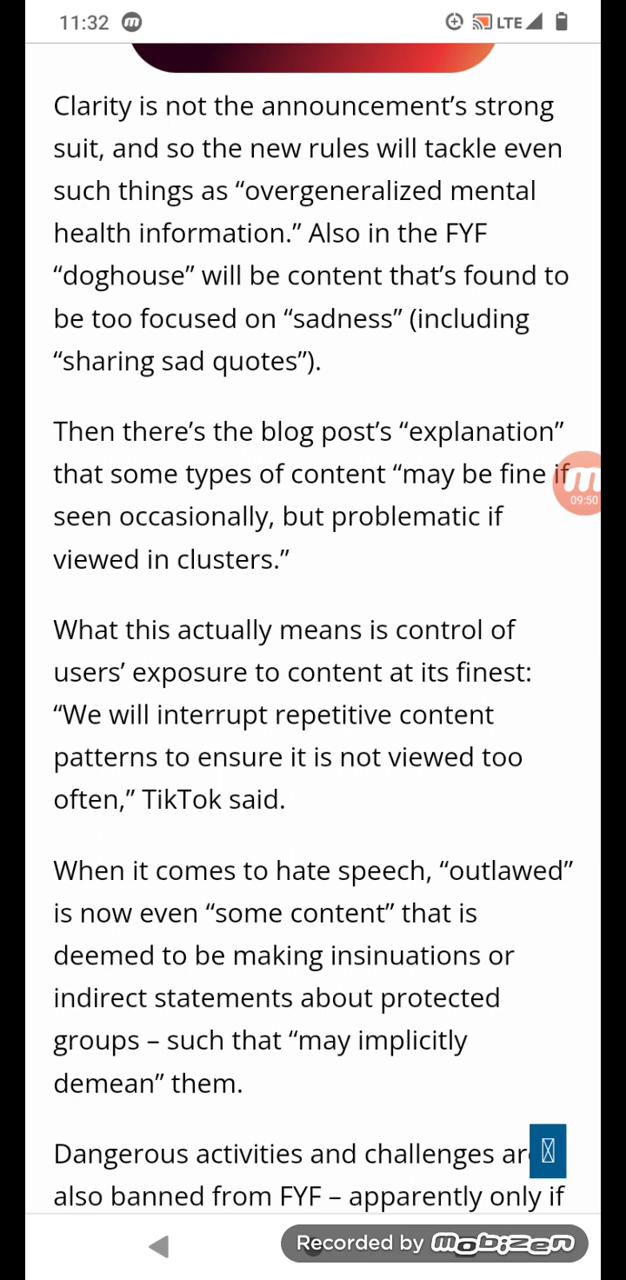 11:32 m LTE
Clarity is not the announcement’s strong
suit, and so the new rules will tackle even
such things as “overgeneralized mental
health information.” Also in the FYF
“doghouse” will be content that’s found to
be too focused on “sadness” (including
“sharing sad quotes”).
Then there’s the blog post’s “explanation”
that some types of content “may be fine if
m
09:50
seen occasionally, but problematic if
viewed in clusters.”
What this actually means is control of
users’ exposure to content at its finest:
“We will interrupt repetitive content
patterns to ensure it is not viewed too
often,” TikTok said.
When it comes to hate speech, “outlawed”
is now even “some content” that is
deemed to be making insinuations or
indirect statements about protected
groups – such that “may implicitly
demean” them.
Dangerous activities and challenges
also banned from FYF – apparently only if
Recorded by mobizen